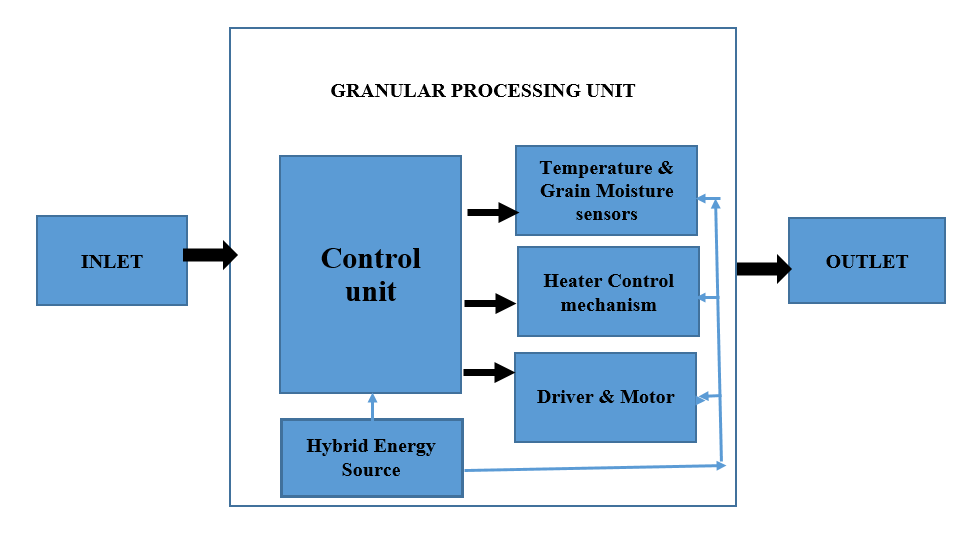 GRANULAR PROCESSING UNIT
INLET
Control
unit
Temperature &
Grain Moisture
sensors
Heater Control
mechanism
Driver & Motor
Hybrid Energy
Source
OUTLET